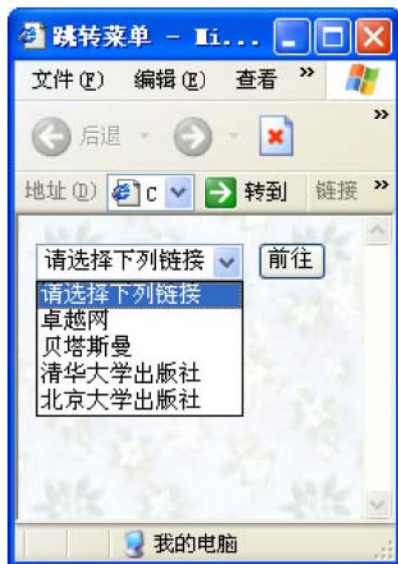 跳转菜单 - Mi...
文件(F) 编辑(E) 查看 »
后退 »
地址(D) C 转到 链接 »
请选择下列链接 前往
请选择下列链接
卓越网
贝塔斯曼
清华大学出版社
北京大学出版社
我的电脑